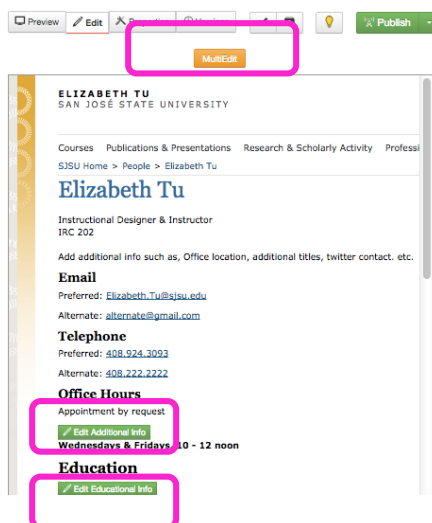 Preview Edit Publish
MultiEdit
ELIZABETH TU
SAN JOSÉ STATE UNIVERSITY
Courses Publications & Presentations Research & Scholarly Activity Professi
SJSU Home > People > Elizabeth Tu
Elizabeth Tu
Instructional Designer & Instructor
IRC 202
Add additional info such as, Office location, additional titles, twitter contact. etc.
Email
Preferred: Elizabeth.Tu@sjsu.edu
Alternate: alternate@gmail.com
Telephone
Preferred: 408.924.3093
Alternate: 408.222.2222
Office Hours
Appointment by request
Edit Additional Info
Wednesdays & Fridays, 10 - 12 noon
Education
Edit Educational Info